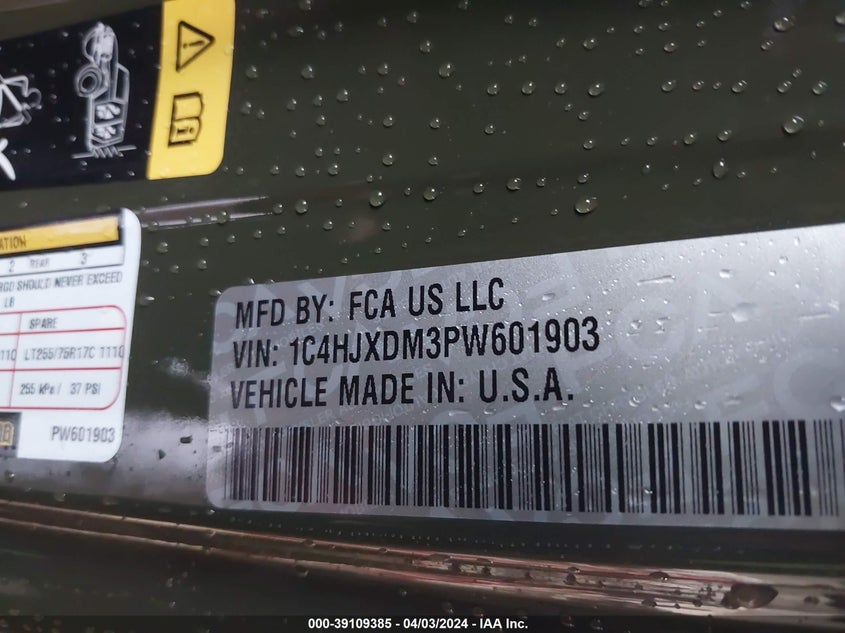 ATION
2 REAR 3
RGO SHOULD NEVER EXCEED
LB
SPARE
LT255/75R17C 111Q
255 kPa / 37 PSI
PW601903
MFD BY: FCA US LLC
VIN: 1C4HJXDM3PW601903
VEHICLE MADE IN: U.S.A.
000-39109385 - 04/03/2024 - IAA Inc.